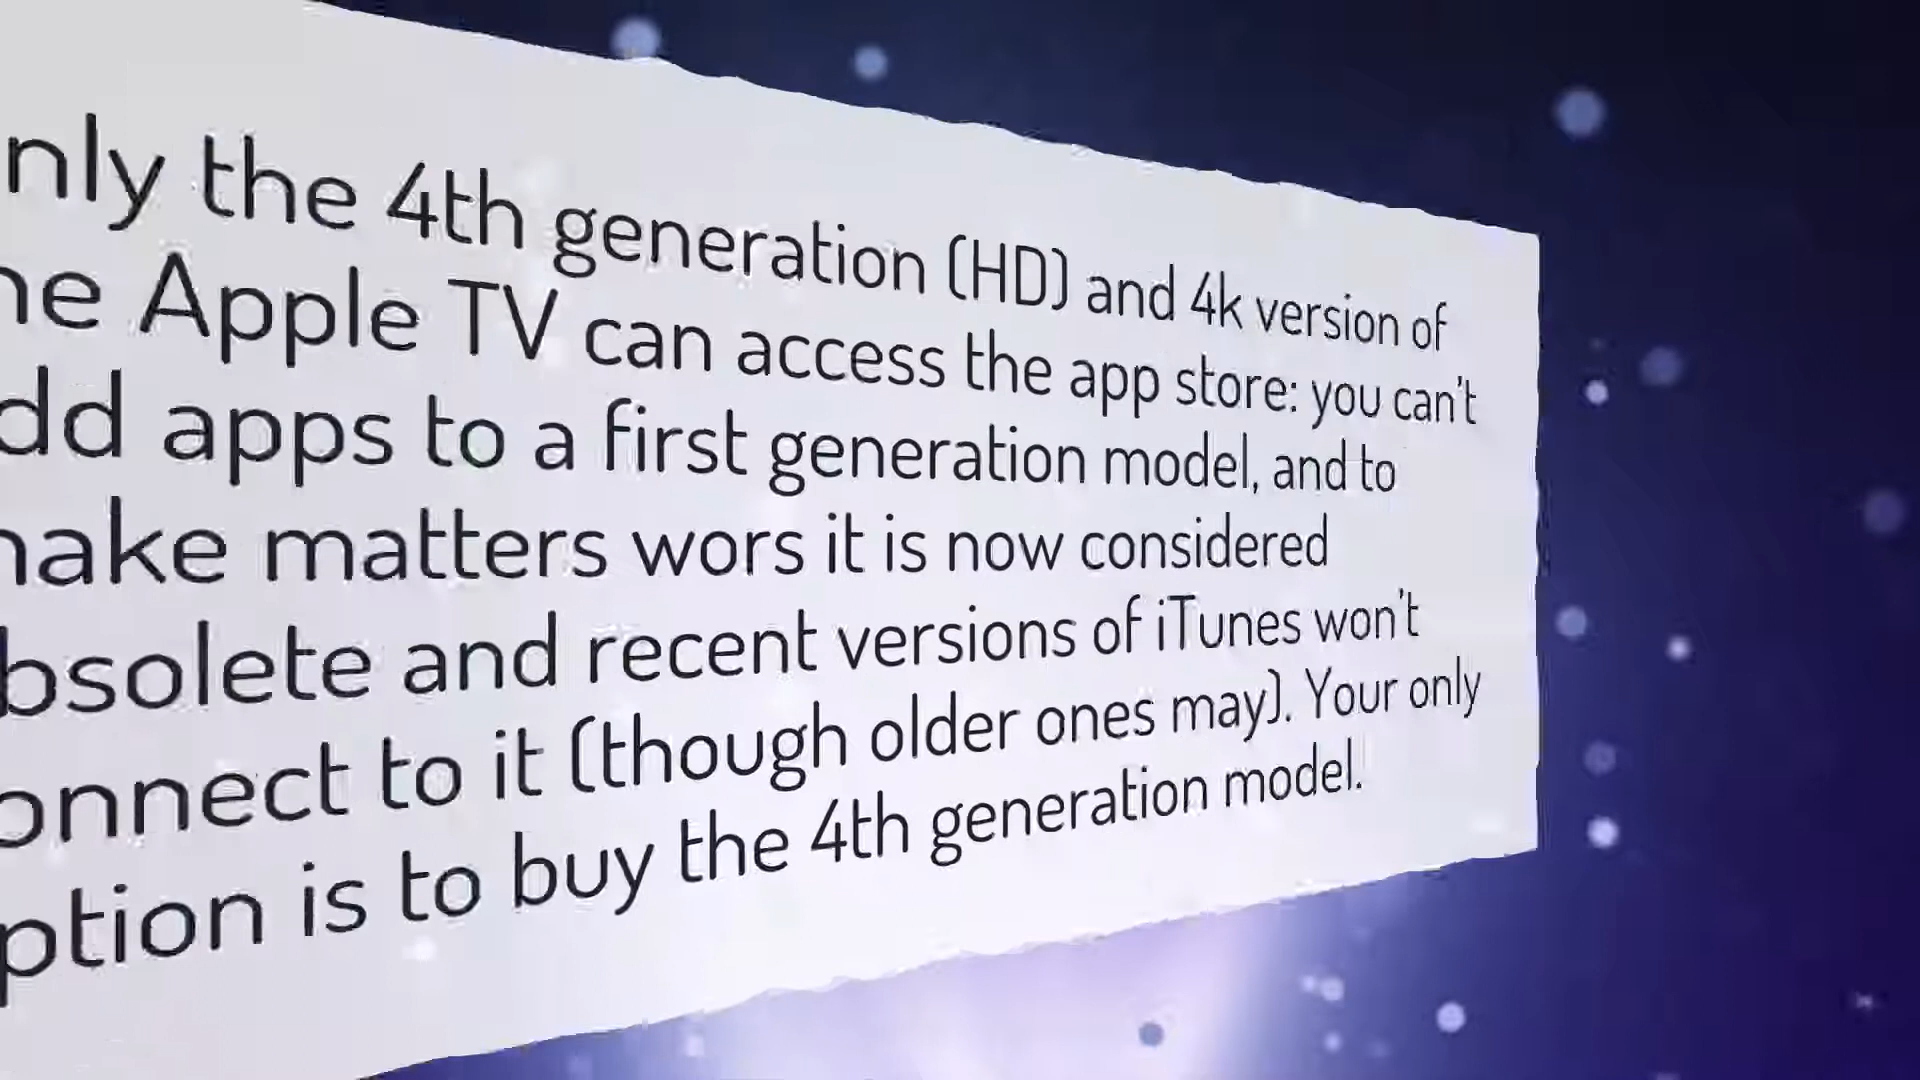 nly the 4th generation (HD) and 4k version of
he Apple TV can access the app store: you can't
dd apps to a first generation model, and to
make matters wors it is now considered
bsolete and recent versions of iTunes won't
onnect to it (though older ones may). Your only
ption is to buy the 4th generation model.